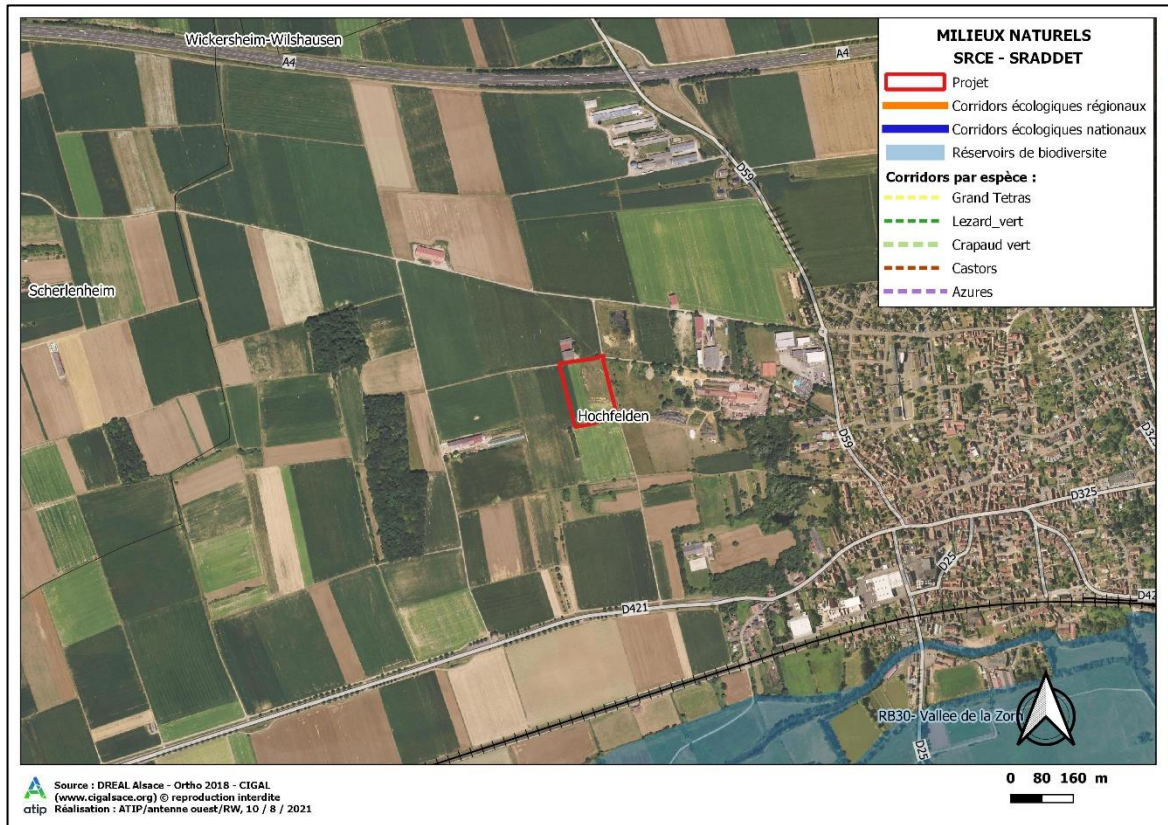 Wickersheim-Wilshausen
A4
A4
D59
Scherlenheim
Hochfelden
D59
D325
D25
D421
RB30- Vallee de la Zorn
D25
MILIEUX NATURELS
SRCE - SRADDET
Projet
Corridors écologiques régionaux
Corridors écologiques nationaux
Réservoirs de biodiversite
Corridors par espèce :
Grand Tetras
Lezard_vert
Crapaud vert
Castors
Azures
atip
Source : DREAL Alsace - Ortho 2018 - CIGAL
(www.cigalsace.org) © reproduction interdite
Réalisation : ATIP/antenne ouest/RW, 10 / 8 / 2021
0 80 160 m